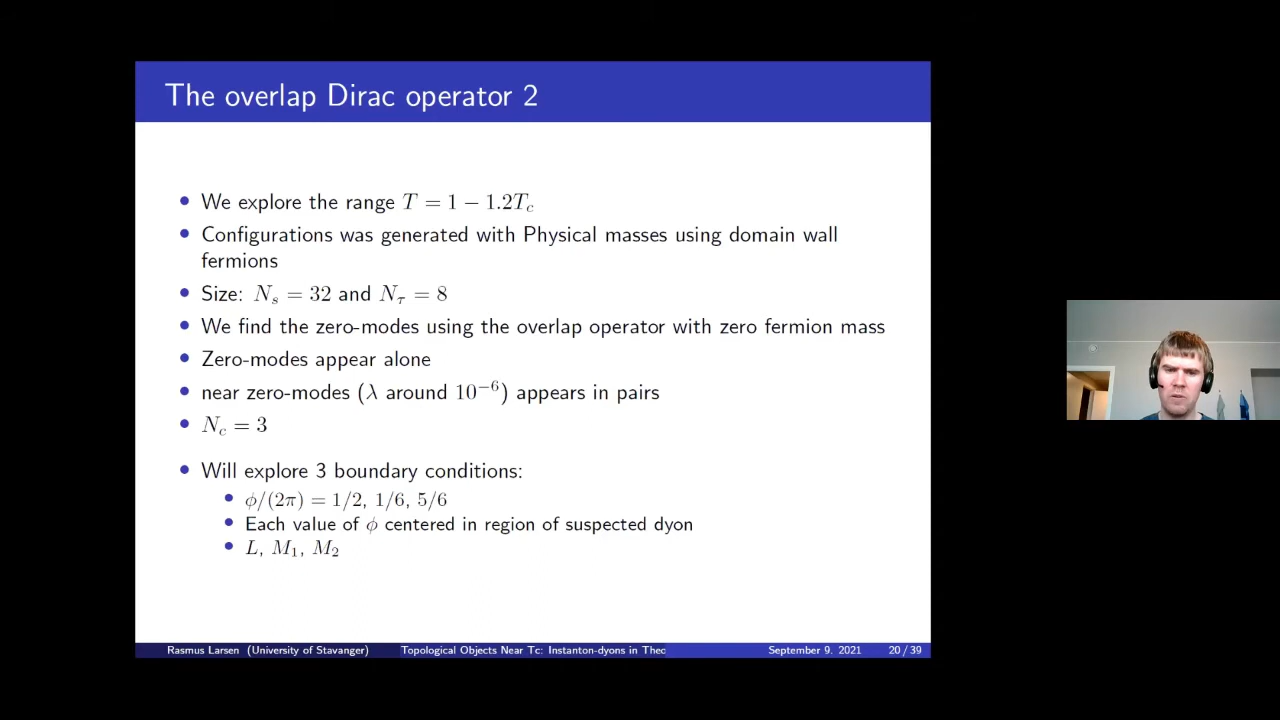 The overlap Dirac operator 2
• We explore the range T = 1 − 1.2T_c
• Configurations was generated with Physical masses using domain wall
fermions
• Size: N_s = 32 and N_τ = 8
• We find the zero-modes using the overlap operator with zero fermion mass
• Zero-modes appear alone
• near zero-modes (λ around 10^−6) appears in pairs
• N_c = 3
• Will explore 3 boundary conditions:
• ϕ/(2π) = 1/2, 1/6, 5/6
• Each value of ϕ centered in region of suspected dyon
• L, M_1, M_2
Rasmus Larsen (University of Stavanger) Topological Objects Near Tc: Instanton-dyons in Theo September 9. 2021 20 / 39